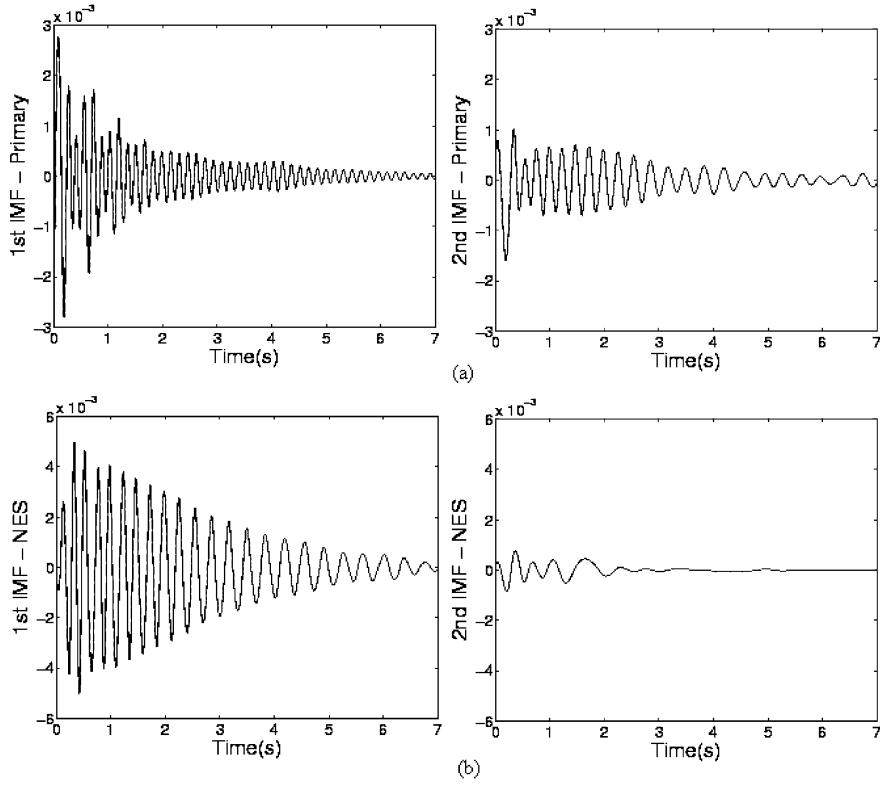 x 10⁻³
3
2
1
0
−1
−2
−3
1st IMF − Primary
0 1 2 3 4 5 6 7
Time(s)
x 10⁻³
3
2
1
0
−1
−2
−3
2nd IMF − Primary
0 1 2 3 4 5 6 7
Time(s)
(a)
x 10⁻³
6
4
2
0
−2
−4
−6
1st IMF − NES
0 1 2 3 4 5 6 7
Time(s)
x 10⁻³
6
4
2
0
−2
−4
−6
2nd IMF − NES
0 1 2 3 4 5 6 7
Time(s)
(b)